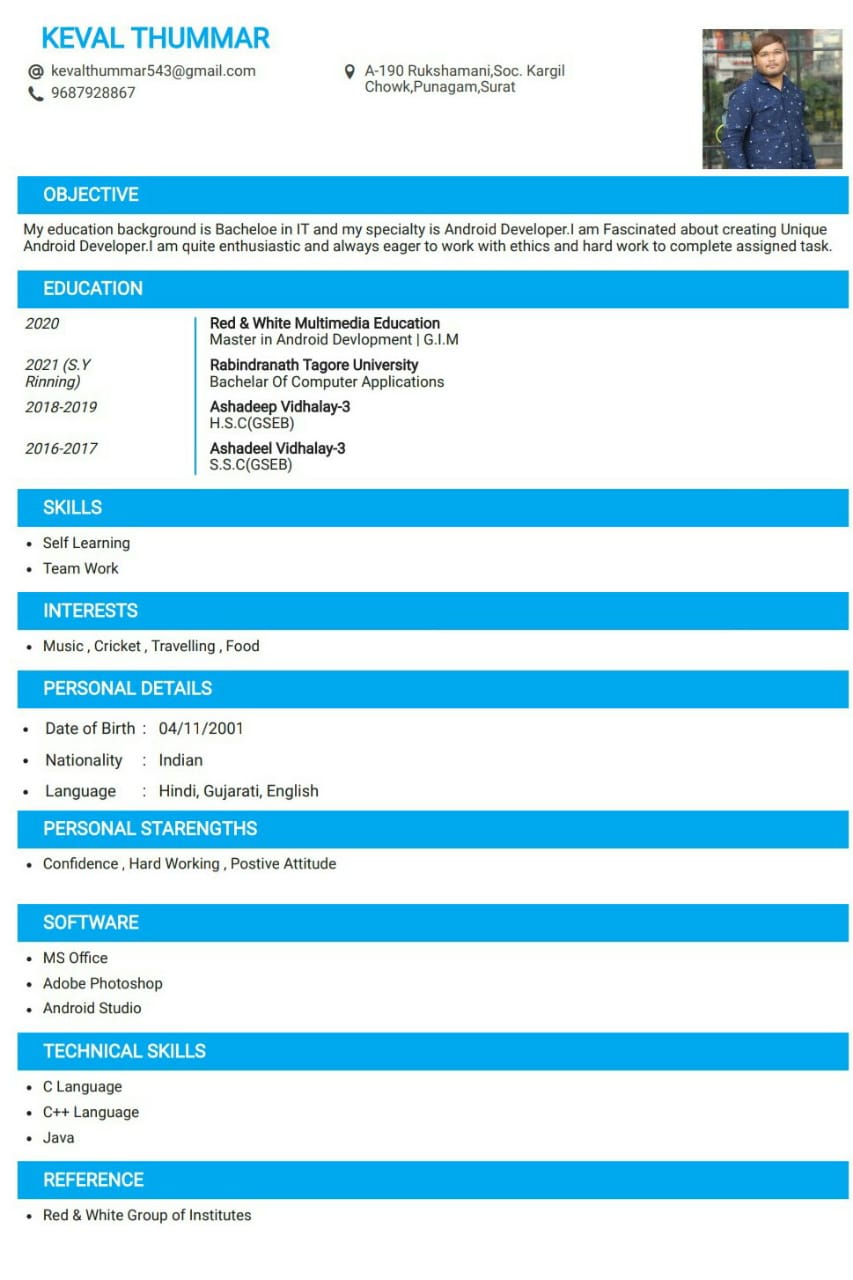 KEVAL THUMMAR
kevalthummar543@gmail.com
9687928867
A-190 Rukshamani,Soc. Kargil
Chowk,Punagam,Surat
OBJECTIVE
My education background is Bacheloe in IT and my specialty is Android Developer.I am Fascinated about creating Unique
Android Developer.I am quite enthusiastic and always eager to work with ethics and hard work to complete assigned task.
EDUCATION
2020
Red & White Multimedia Education
Master in Android Devlopment | G.I.M
2021 (S.Y
Rinning)
Rabindranath Tagore University
Bachelar Of Computer Applications
2018-2019
Ashadeep Vidhalay-3
H.S.C(GSEB)
2016-2017
Ashadeel Vidhalay-3
S.S.C(GSEB)
SKILLS
• Self Learning
• Team Work
INTERESTS
• Music , Cricket , Travelling , Food
PERSONAL DETAILS
• Date of Birth : 04/11/2001
• Nationality : Indian
• Language : Hindi, Gujarati, English
PERSONAL STARENGTHS
• Confidence , Hard Working , Postive Attitude
SOFTWARE
• MS Office
• Adobe Photoshop
• Android Studio
TECHNICAL SKILLS
• C Language
• C++ Language
• Java
REFERENCE
• Red & White Group of Institutes